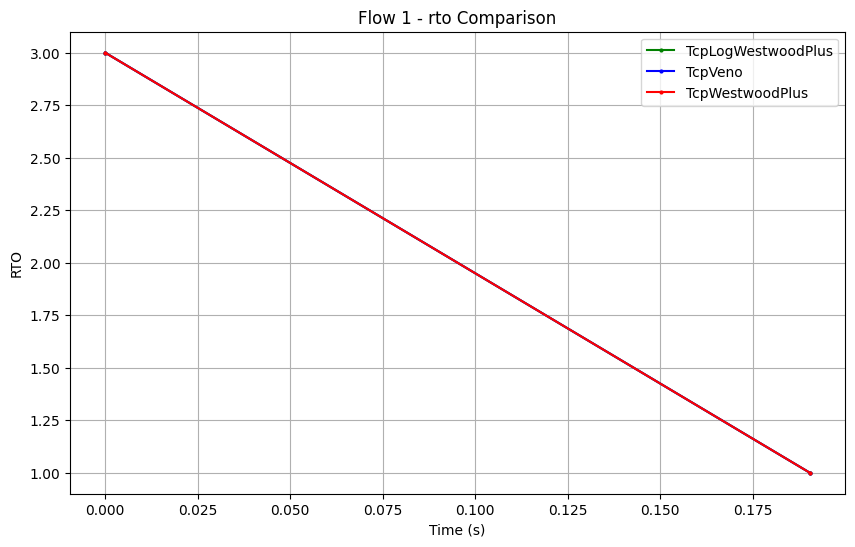 Flow 1 - rto Comparison
TcpLogWestwoodPlus
TcpVeno
TcpWestwoodPlus
RTO
3.00
2.75
2.50
2.25
2.00
1.75
1.50
1.25
1.00
0.000 0.025 0.050 0.075 0.100 0.125 0.150 0.175
Time (s)